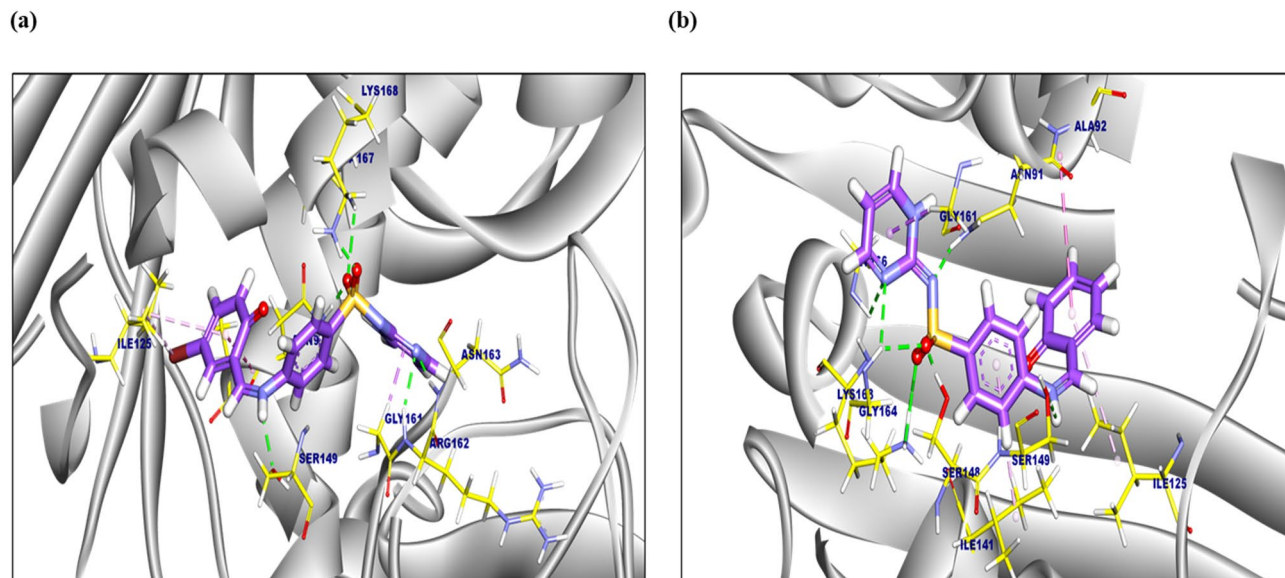 (a)
(b)
LYS168
167
ILE125
ASN163
GLY161
ARG162
SER149
ALA92
ASN91
GLY161
LYS163
GLY164
SER148
SER149
ILE125
ILE141